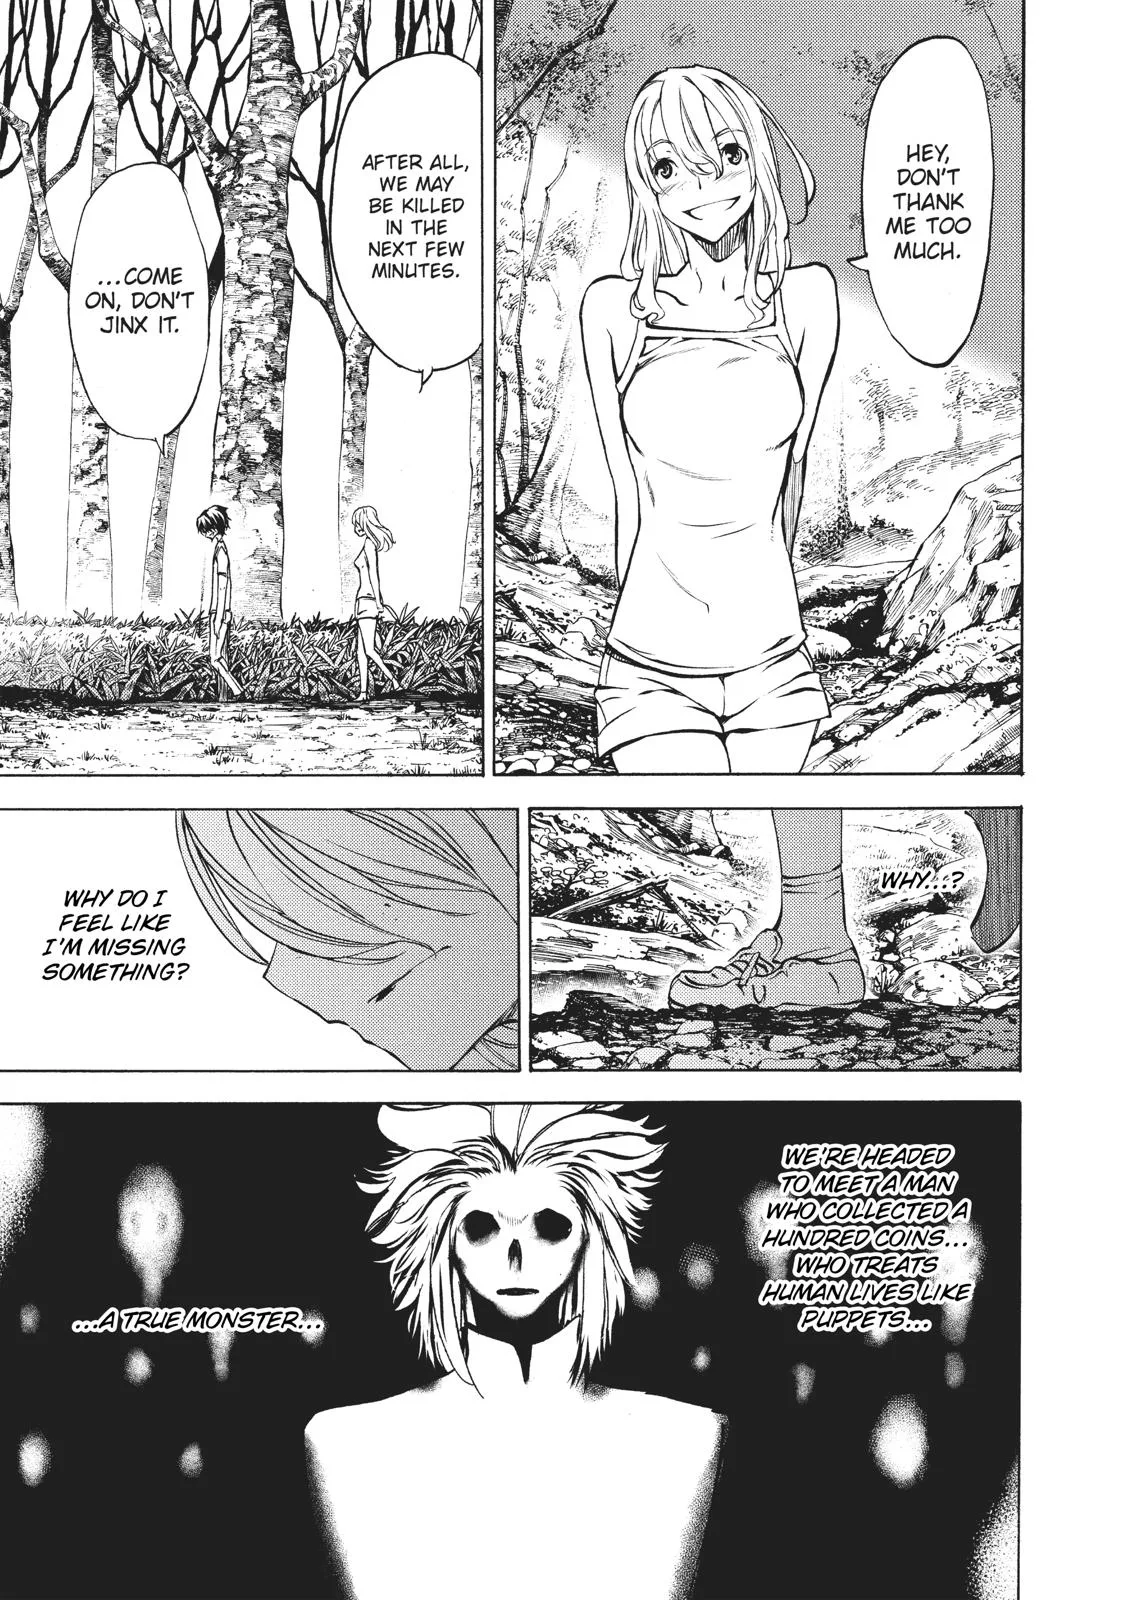 HEY,
DON'T
THANK
ME TOO
MUCH.
AFTER ALL,
WE MAY
BE KILLED
IN THE
NEXT FEW
MINUTES.
...COME
ON, DON'T
JINX IT.
WHY...?
WHY DO I
FEEL LIKE
I'M MISSING
SOMETHING?
WE'RE HEADED
TO MEET A MAN
WHO COLLECTED A
HUNDRED COINS...
WHO TREATS
HUMAN LIVES LIKE
PUPPETS...
...A TRUE MONSTER...